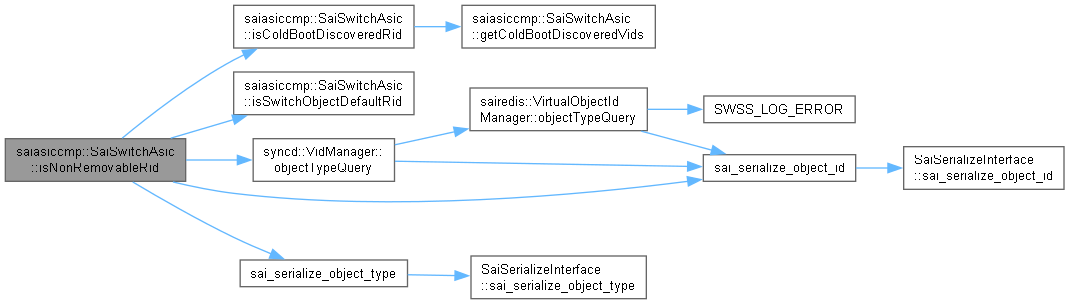 saiasiccmp::SaiSwitchAsic
::isColdBootDiscoveredRid
saiasiccmp::SaiSwitchAsic
::getColdBootDiscoveredVids
saiasiccmp::SaiSwitchAsic
::isSwitchObjectDefaultRid
sairedis::VirtualObjectId
Manager::objectTypeQuery
SWSS_LOG_ERROR
saiasiccmp::SaiSwitchAsic
::isNonRemovableRid
syncd::VidManager::
objectTypeQuery
sai_serialize_object_id
SaiSerializeInterface
::sai_serialize_object_id
sai_serialize_object_type
SaiSerializeInterface
::sai_serialize_object_type